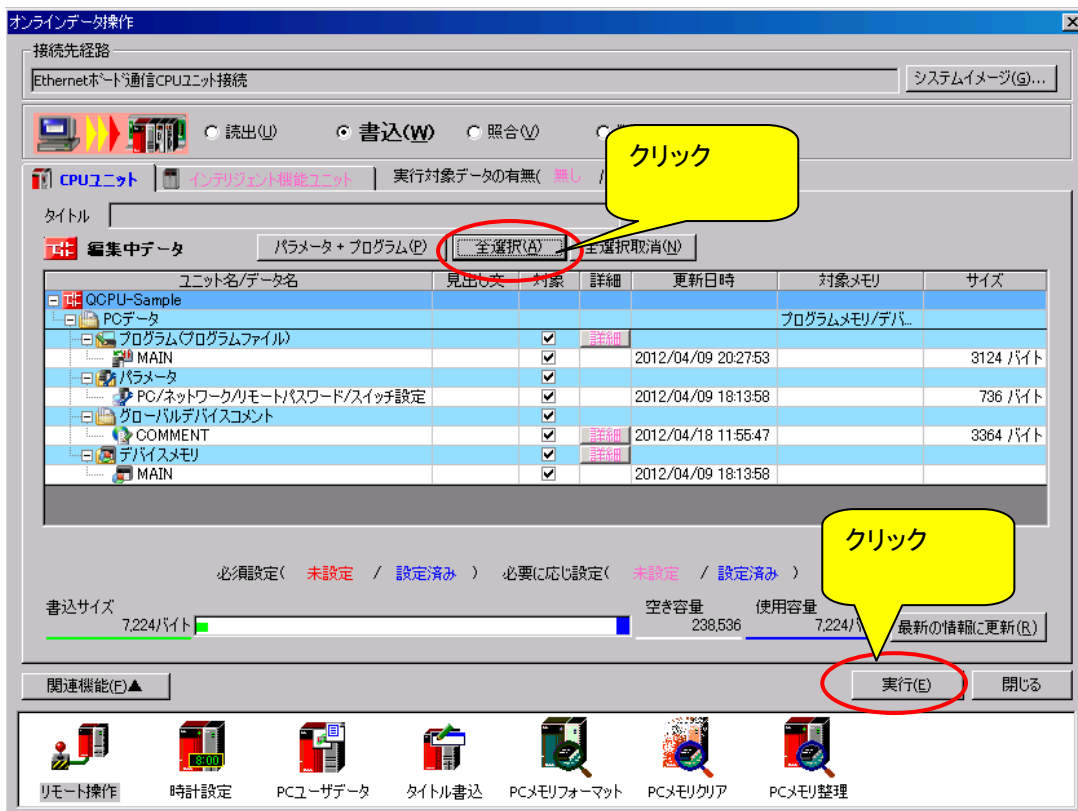 オンラインデータ操作
接続先経路
Ethernetボード通信CPUユニット接続
システムイメージ(G)...
読出(U) 書込(W) 照合(V)
クリック
CPUユニット インテリジェント機能ユニット 実行対象データの有無( 無し /
タイトル
編集中データ パラメータ + プログラム(P) 全選択(A) 全選択取消(N)
ユニット名/データ名 見出し文 対象 詳細 更新日時 対象メモリ サイズ
QCPU-Sample
PCデータ プログラムメモリ/デバ...
プログラム(プログラムファイル) 詳細
MAIN 2012/04/09 20:27:53 3124 バイト
パラメータ
PC/ネットワーク/リモートパスワード/スイッチ設定 2012/04/09 18:13:58 736 バイト
グローバルデバイスコメント
COMMENT 詳細 2012/04/18 11:55:47 3364 バイト
デバイスメモリ 詳細
MAIN 2012/04/09 18:13:58
クリック
必須設定( 未設定 / 設定済み ) 必要に応じ設定( 未設定 / 設定済み )
書込サイズ 空き容量 使用容量
7,224バイト 238,536 7,224バ 最新の情報に更新(R)
関連機能(F)▲ 実行(E) 閉じる
リモート操作 時計設定 PCユーザデータ タイトル書込 PCメモリフォーマット PCメモリクリア PCメモリ整理